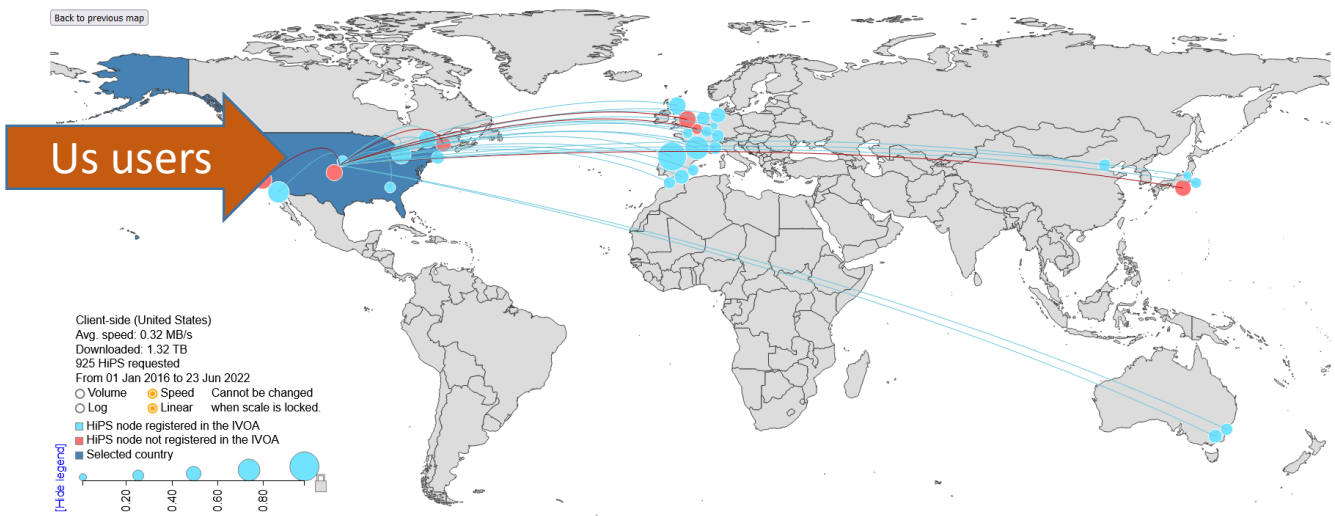 Back to previous map
Us users
Client-side (United States)
Avg. speed: 0.32 MB/s
Downloaded: 1.32 TB
925 HiPS requested
From 01 Jan 2016 to 23 Jun 2022
Volume Speed Cannot be changed
Log Linear when scale is locked.
HiPS node registered in the IVOA
HiPS node not registered in the IVOA
Selected country
[Hide legend]
0.20 0.40 0.60 0.80